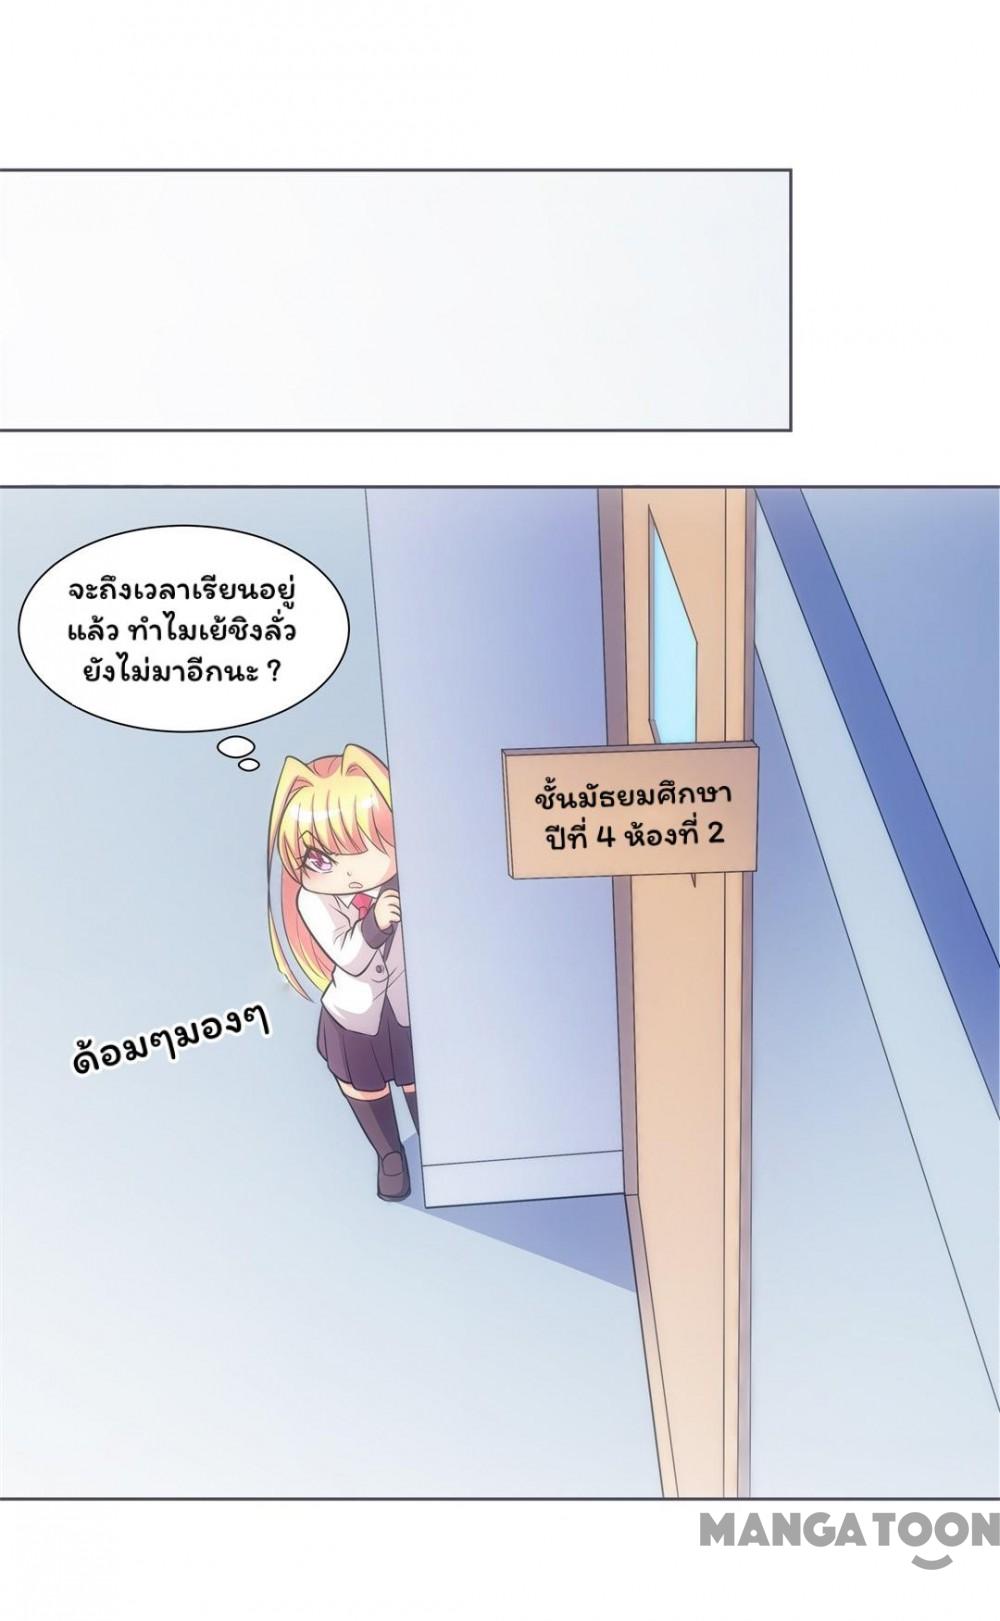 จะถึงเวลาเรียนอยู่
แล้ว ทำไมเย้ชิงลั่ว
ยังไม่มาอีกนะ ?
ชั้นมัธยมศึกษา
ปีที่ 4 ห้องที่ 2
ด้อมๆมองๆ
MANGATOON